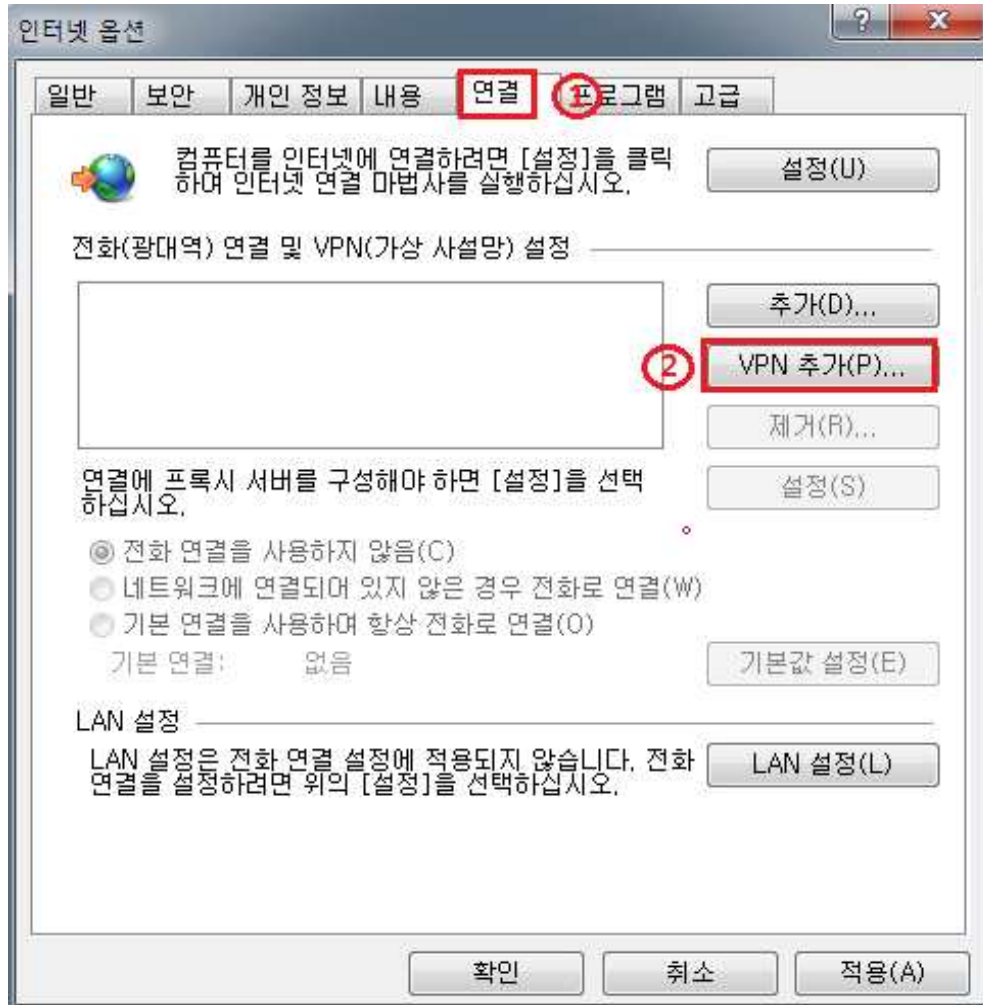 인터넷 옵션
일반 보안 개인 정보 내용 연결 ① 프로그램 고급
컴퓨터를 인터넷에 연결하려면 [설정]을 클릭
하여 인터넷 연결 마법사를 실행하십시오.
설정(U)
전화(광대역) 연결 및 VPN(가상 사설망) 설정
추가(D)...
② VPN 추가(P)...
제거(R)...
연결에 프록시 서버를 구성해야 하면 [설정]을 선택
하십시오.
설정(S)
전화 연결을 사용하지 않음(C)
네트워크에 연결되어 있지 않은 경우 전화로 연결(W)
기본 연결을 사용하여 항상 전화로 연결(O)
기본 연결: 없음
기본값 설정(E)
LAN 설정
LAN 설정은 전화 연결 설정에 적용되지 않습니다. 전화
연결을 설정하려면 위의 [설정]을 선택하십시오.
LAN 설정(L)
확인 취소 적용(A)